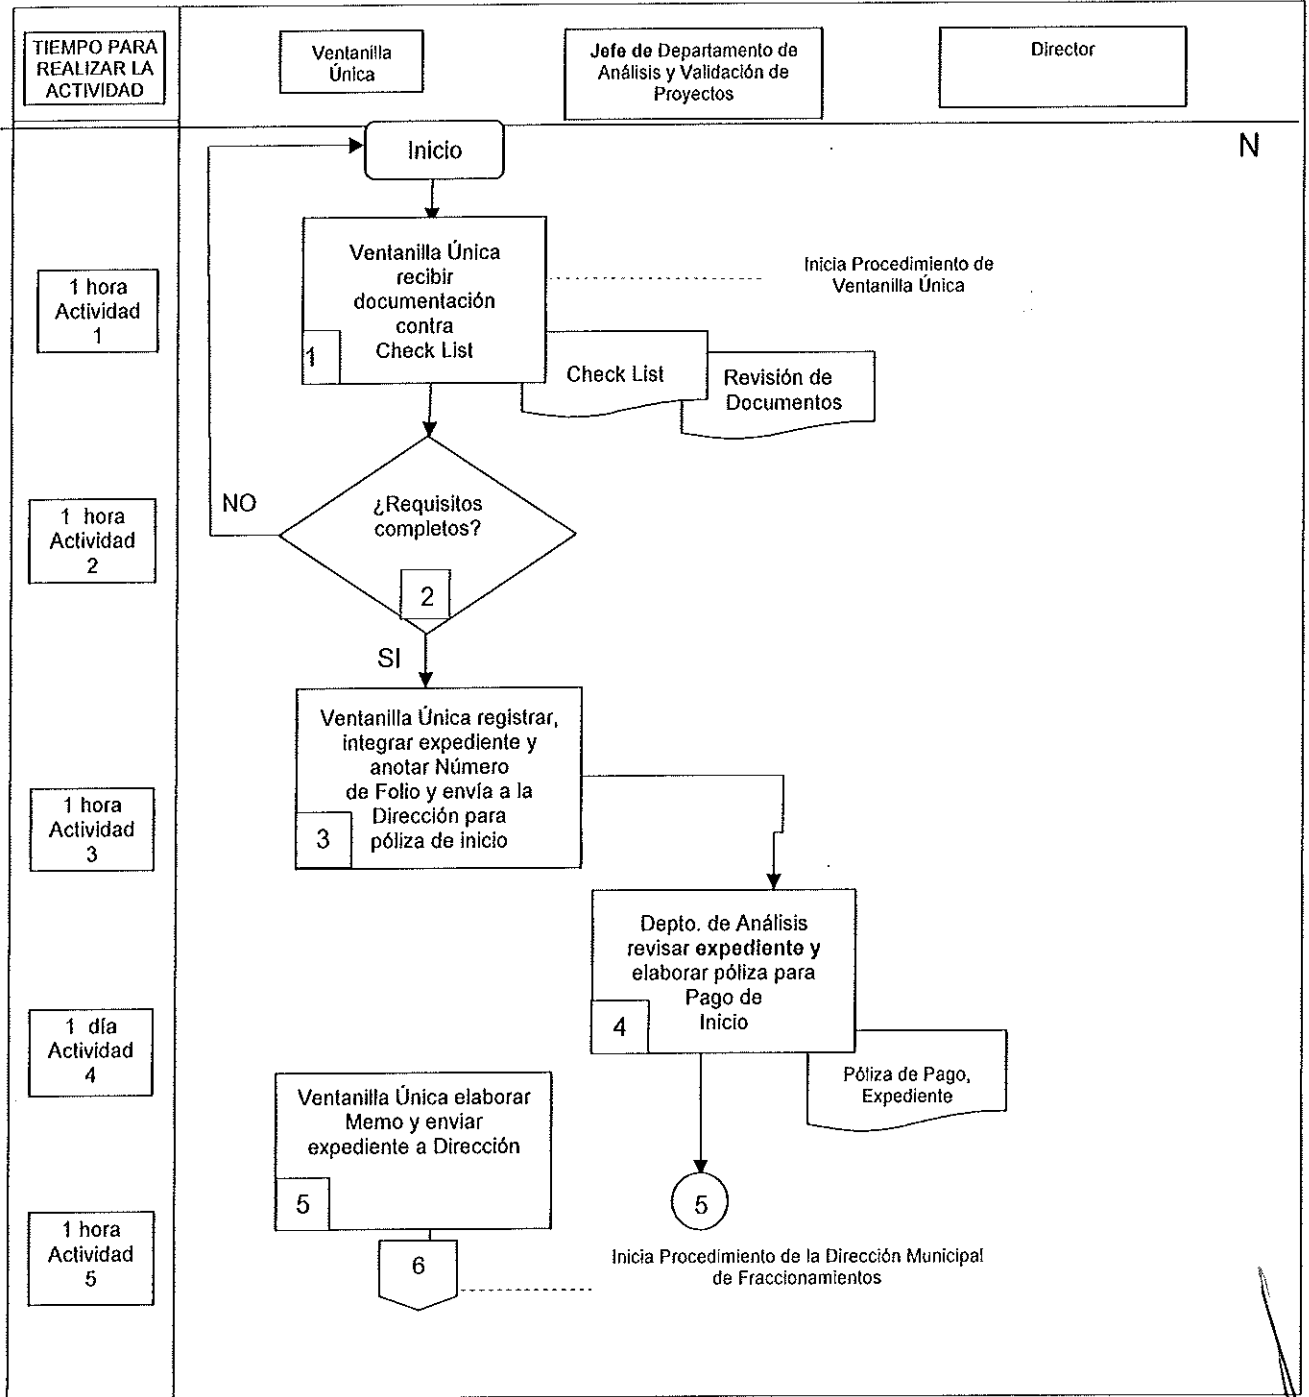 TIEMPO PARA
REALIZAR LA
ACTIVIDAD
Ventanilla
Única
Jefe de Departamento de
Análisis y Validación de
Proyectos
Director
Inicio
N
Ventanilla Única
recibir
documentación
contra
Check List
1
Inicia Procedimiento de
Ventanilla Única
1 hora
Actividad
1
Check List
Revisión de
Documentos
NO
¿Requisitos
completos?
2
1 hora
Actividad
2
SI
Ventanilla Única registrar,
integrar expediente y
anotar Número
de Folio y envía a la
Dirección para
póliza de inicio
3
1 hora
Actividad
3
Depto. de Análisis
revisar expediente y
elaborar póliza para
Pago de
Inicio
4
1 día
Actividad
4
Póliza de Pago,
Expediente
Ventanilla Única elaborar
Memo y enviar
expediente a Dirección
5
5
1 hora
Actividad
5
6
Inicia Procedimiento de la Dirección Municipal
de Fraccionamientos